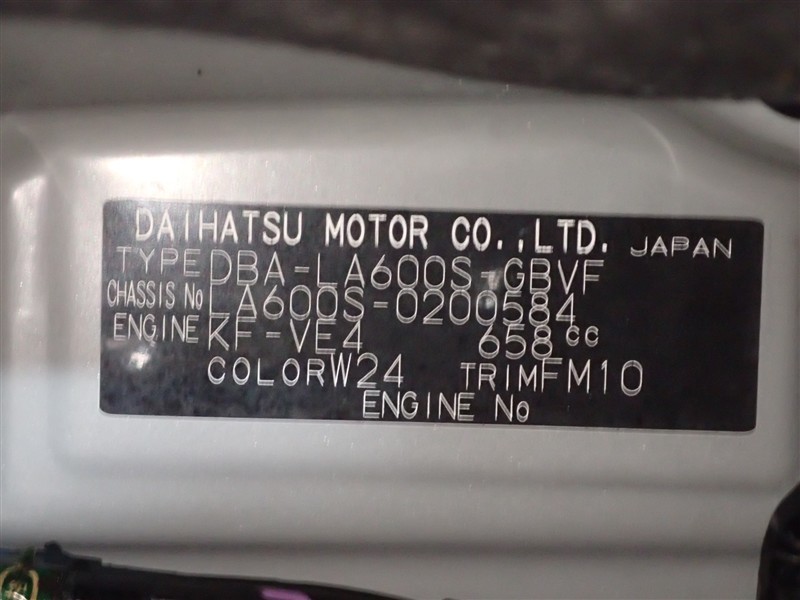 DAIHATSU MOTOR CO.,LTD. JAPAN
TYPE DBA-LA600S-GBVF
CHASSIS No LA600S-0200584
ENGINE KF-VE4 658cc
COLOR W24 TRIM FM10
ENGINE No